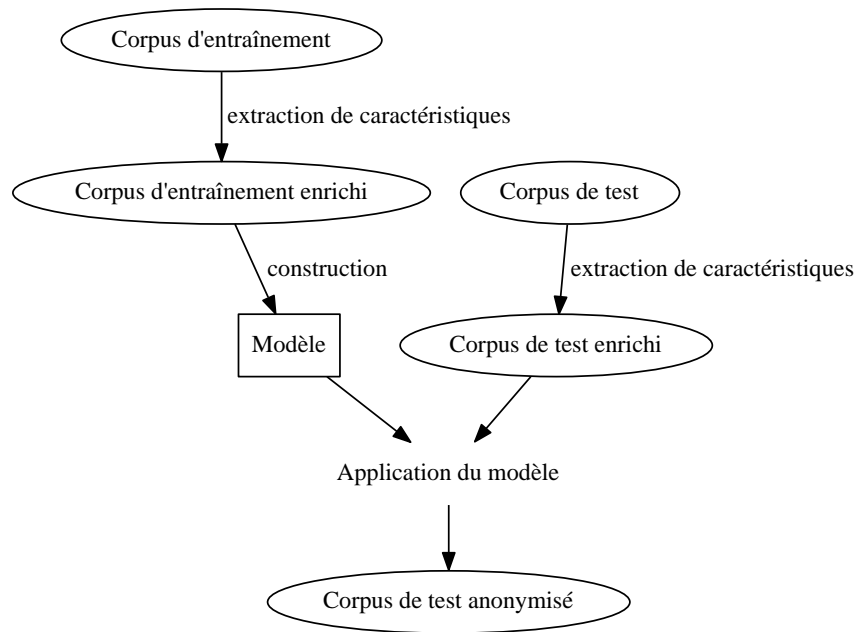 Corpus d'entraînement
extraction de caractéristiques
Corpus d'entraînement enrichi
Corpus de test
construction
extraction de caractéristiques
Modèle
Corpus de test enrichi
Application du modèle
Corpus de test anonymisé